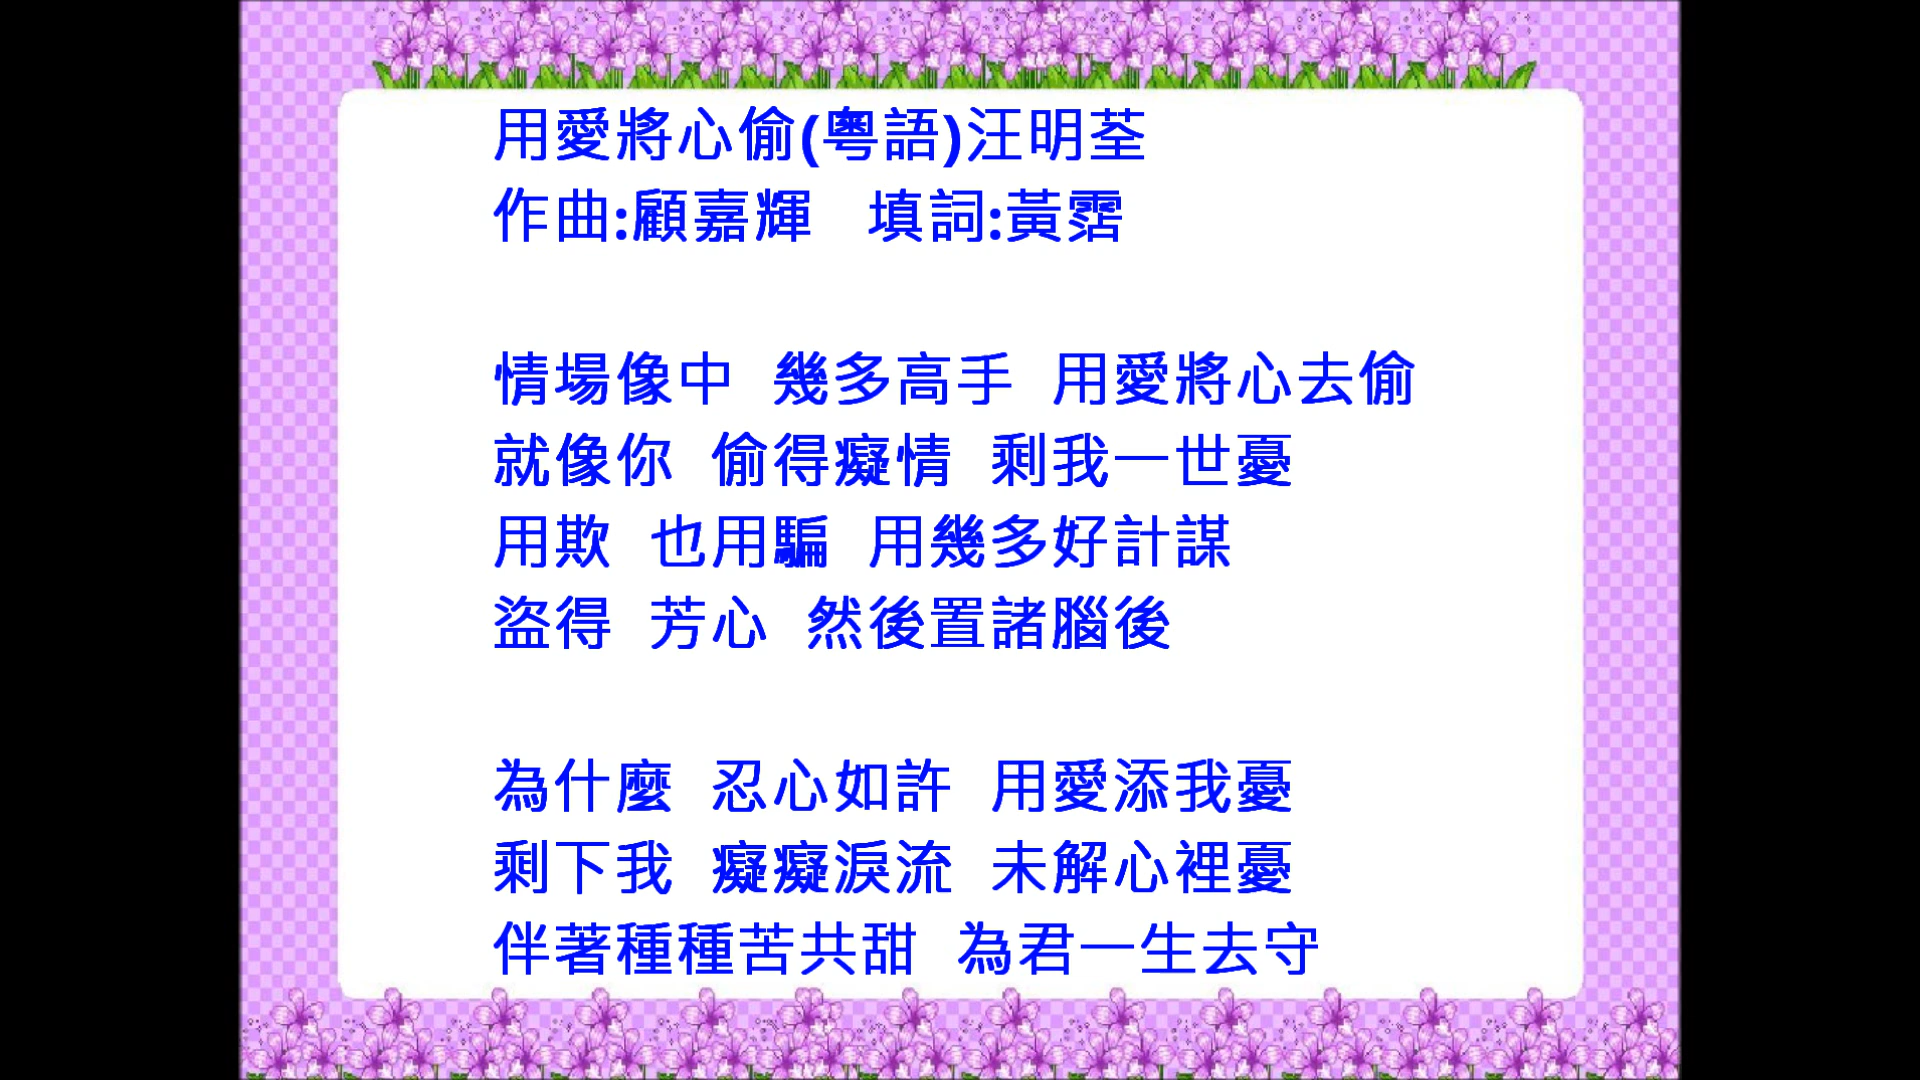 用愛將心偷(粵語)汪明荃
作曲:顧嘉輝 填詞:黃霑
情場像中 幾多高手 用愛將心去偷
就像你 偷得癡情 剩我一世憂
用欺 也用騙 用幾多好計謀
盜得 芳心 然後置諸腦後
為什麼 忍心如許 用愛添我憂
剩下我 癡癡淚流 未解心裡憂
伴著種種苦共甜 為君一生去守